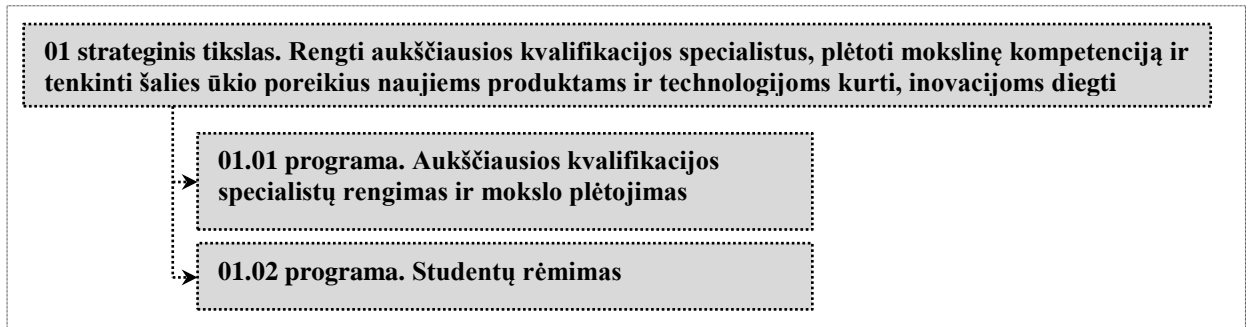 01 strateginis tikslas. Rengti aukščiausios kvalifikacijos specialistus, plėtoti mokslinę kompetenciją ir
tenkinti šalies ūkio poreikius naujiems produktams ir technologijoms kurti, inovacijoms diegti
01.01 programa. Aukščiausios kvalifikacijos
specialistų rengimas ir mokslo plėtojimas
01.02 programa. Studentų rėmimas